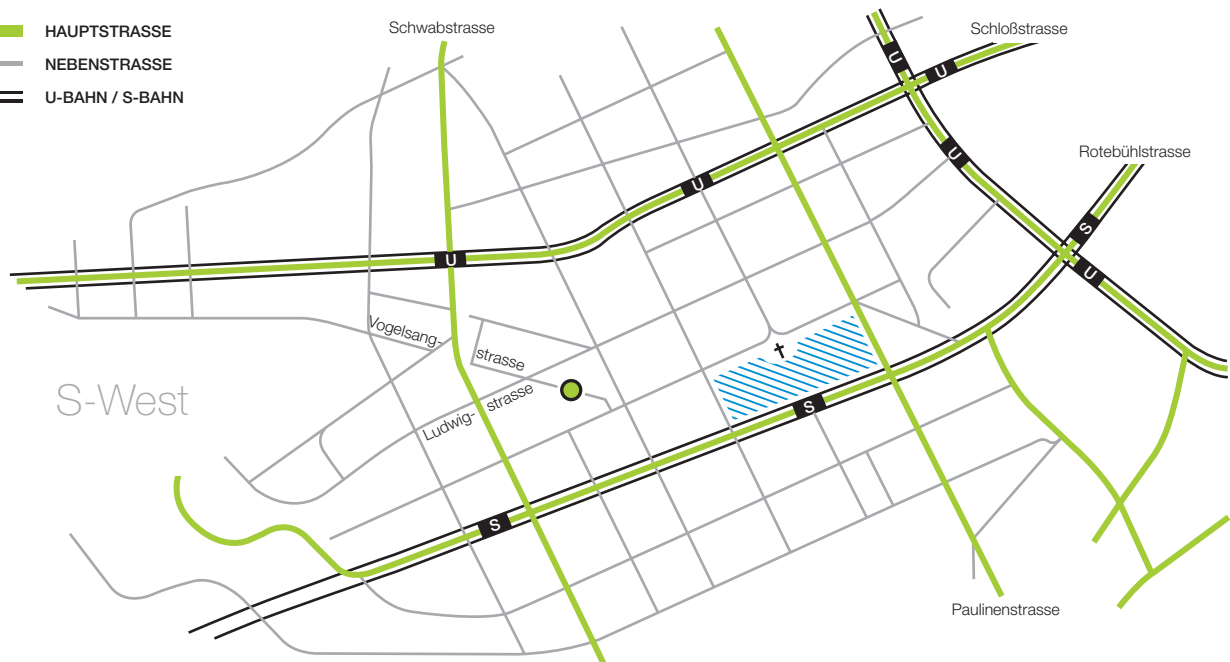 HAUPTSTRASSE
NEBENSTRASSE
U-BAHN / S-BAHN
Schwabstrasse
Schloßstrasse
Rotebühlstrasse
U
U
U
S
U
U
U
Vogelsang-
strasse
Ludwig-
strasse
S-West
S
S
Paulinenstrasse